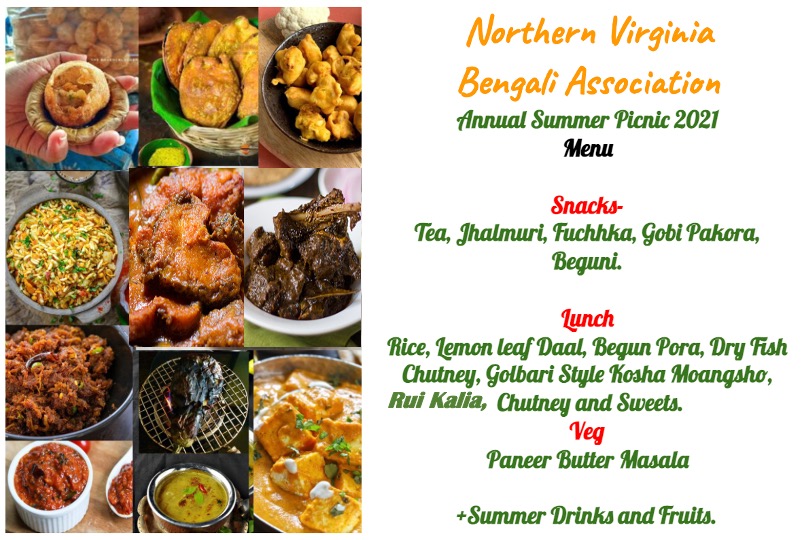 Northern Virginia
Bengali Association
Annual Summer Picnic 2021
Menu
Snacks-
Tea, Jhalmuri, Fuchhka, Gobi Pakora,
Beguni.
Lunch
Rice, Lemon leaf Daal, Begun Pora, Dry Fish
Chutney, Golbari Style Kosha Moangsho,
Rui Kalia, Chutney and Sweets.
Veg
Paneer Butter Masala
+Summer Drinks and Fruits.